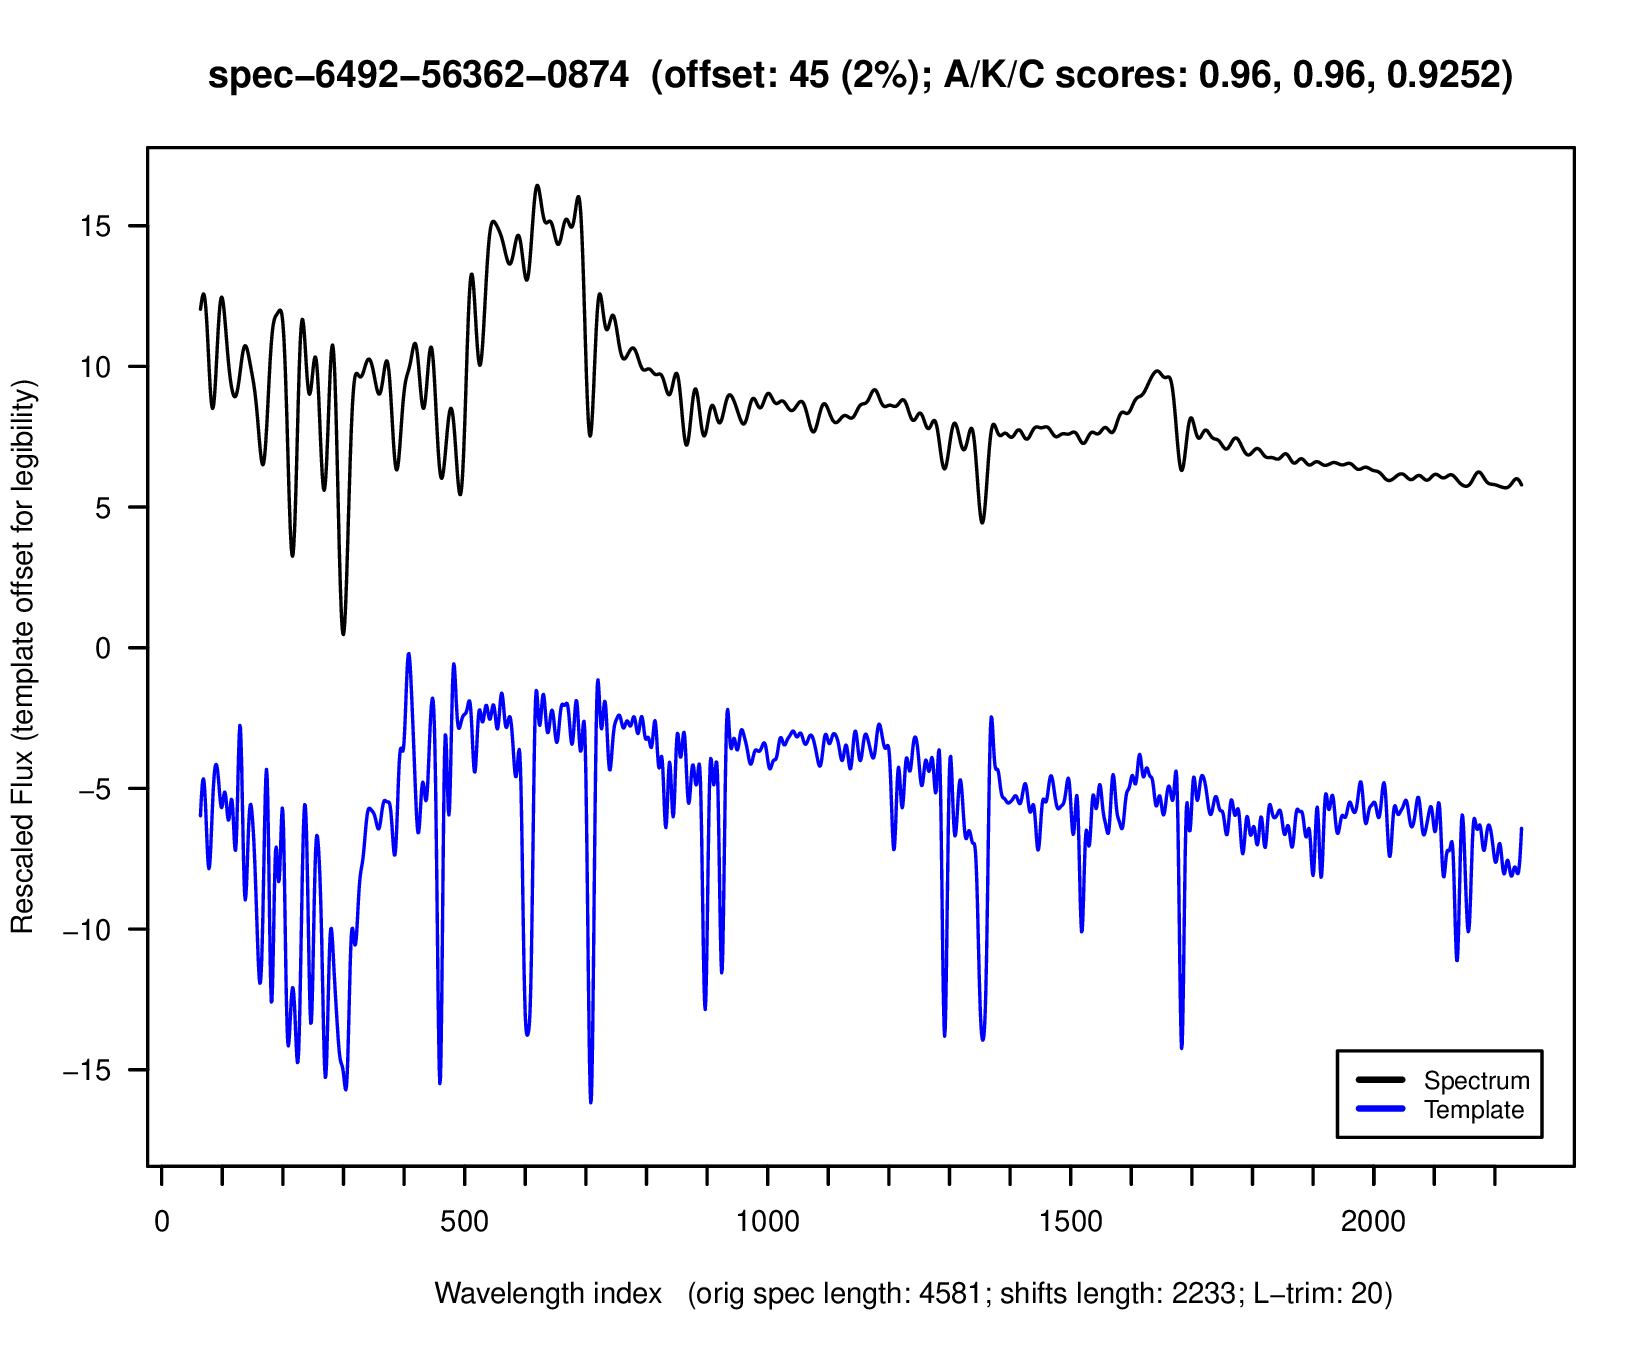 spec−6492−56362−0874  (offset: 45 (2%); A/K/C scores: 0.96, 0.96, 0.9252)
Rescaled Flux (template offset for legibility)
15
10
5
0
−5
−10
−15
Spectrum
Template
0 500 1000 1500 2000
Wavelength index   (orig spec length: 4581; shifts length: 2233; L−trim: 20)